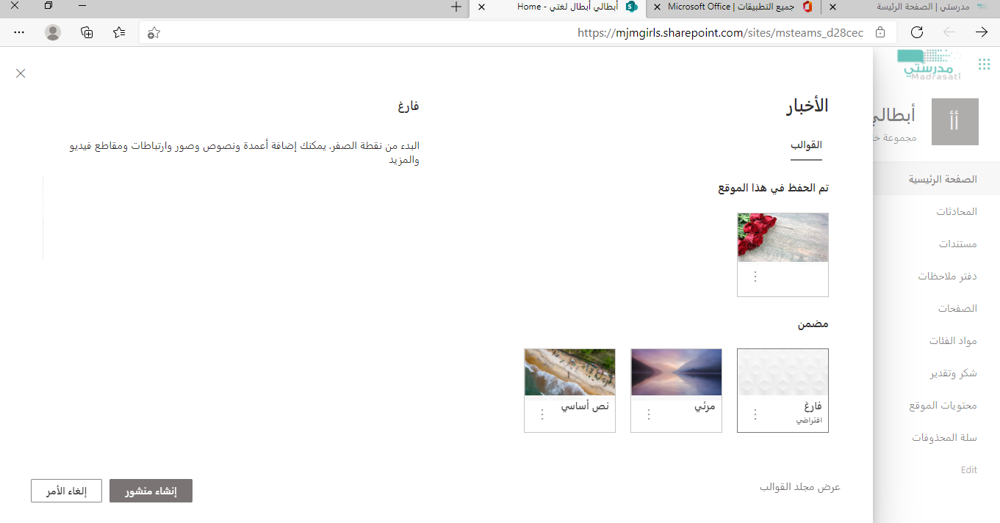 مدرستي | الصفحة الرئيسة
جميع التطبيقات | Microsoft Office
أبطالي أبطال لغتي - Home
https://mjmgirls.sharepoint.com/sites/msteams_d28cec
مدرستي
Madrasati
أأ
أبطالي
مجموعة خا
الصفحة الرئيسية
المحادثات
مستندات
دفتر ملاحظات
الصفحات
مواد الفئات
شكر وتقدير
محتويات الموقع
سلة المحذوفات
Edit
الأخبار
القوالب
تم الحفظ في هذا الموقع
مضمن
فارغ
افتراضي
مرئي
نص أساسي
عرض مجلد القوالب
فارغ
البدء من نقطة الصفر. يمكنك إضافة أعمدة ونصوص وصور وارتباطات ومقاطع فيديو
والمزيد
إنشاء منشور
إلغاء الأمر